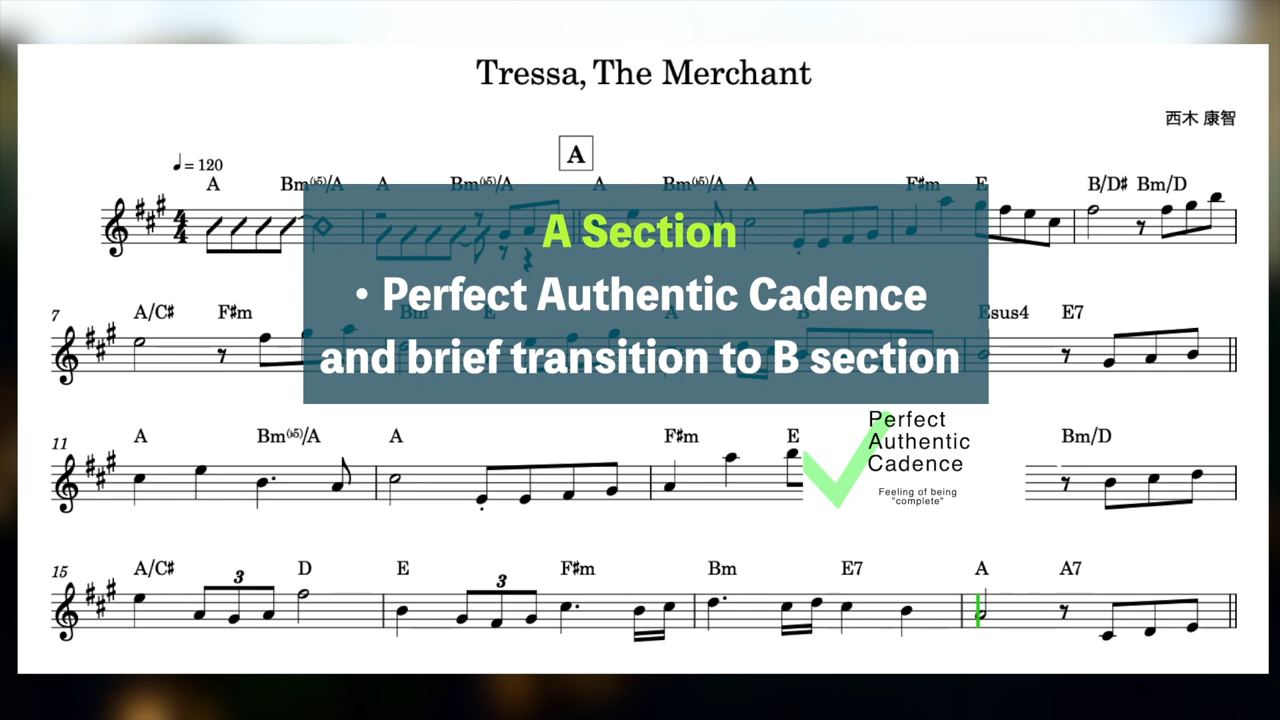 Tressa, The Merchant
西木 康智
A
♩ = 120
A Bm(♭5)/A A Bm(♭5)/A A Bm(♭5)/A A F♯m E B/D♯ Bm/D
4
4
A Section
• Perfect Authentic Cadence
and brief transition to B section
7
A/C♯ F♯m Bm E A B Esus4 E7
Perfect
Authentic
Cadence
Feeling of being
"complete"
11
A Bm(♭5)/A A F♯m E Bm/D
15
A/C♯ 3 D E 3 F♯m Bm E7 A A7